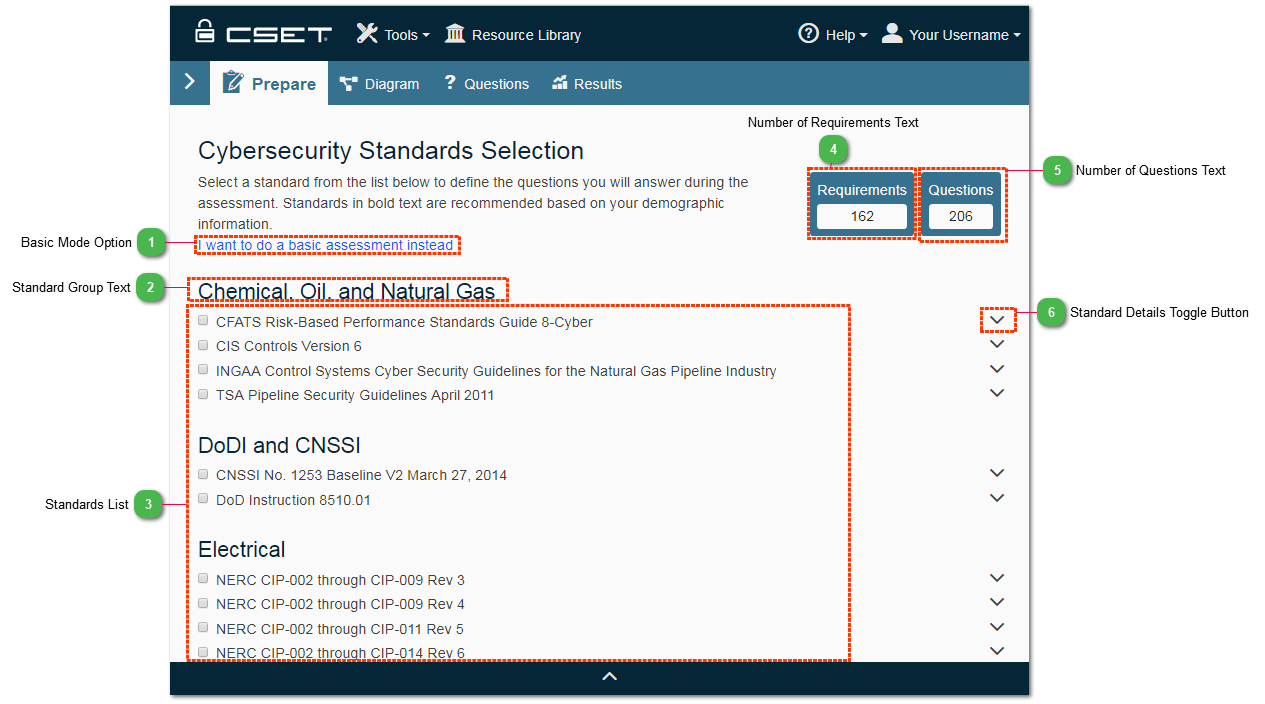 CSET Tools Resource Library Help Your Username
Prepare Diagram ? Questions Results
Number of Requirements Text
4
Cybersecurity Standards Selection
5 Number of Questions Text
Select a standard from the list below to define the questions you will answer during the
assessment. Standards in bold text are recommended based on your demographic
information.
Requirements Questions
162 206
Basic Mode Option 1 I want to do a basic assessment instead
Standard Group Text 2 Chemical, Oil, and Natural Gas
6 Standard Details Toggle Button
CFATS Risk-Based Performance Standards Guide 8-Cyber
CIS Controls Version 6
INGAA Control Systems Cyber Security Guidelines for the Natural Gas Pipeline Industry
TSA Pipeline Security Guidelines April 2011
DoDI and CNSSI
CNSSI No. 1253 Baseline V2 March 27, 2014
DoD Instruction 8510.01
Standards List 3
Electrical
NERC CIP-002 through CIP-009 Rev 3
NERC CIP-002 through CIP-009 Rev 4
NERC CIP-002 through CIP-011 Rev 5
NERC CIP-002 through CIP-014 Rev 6